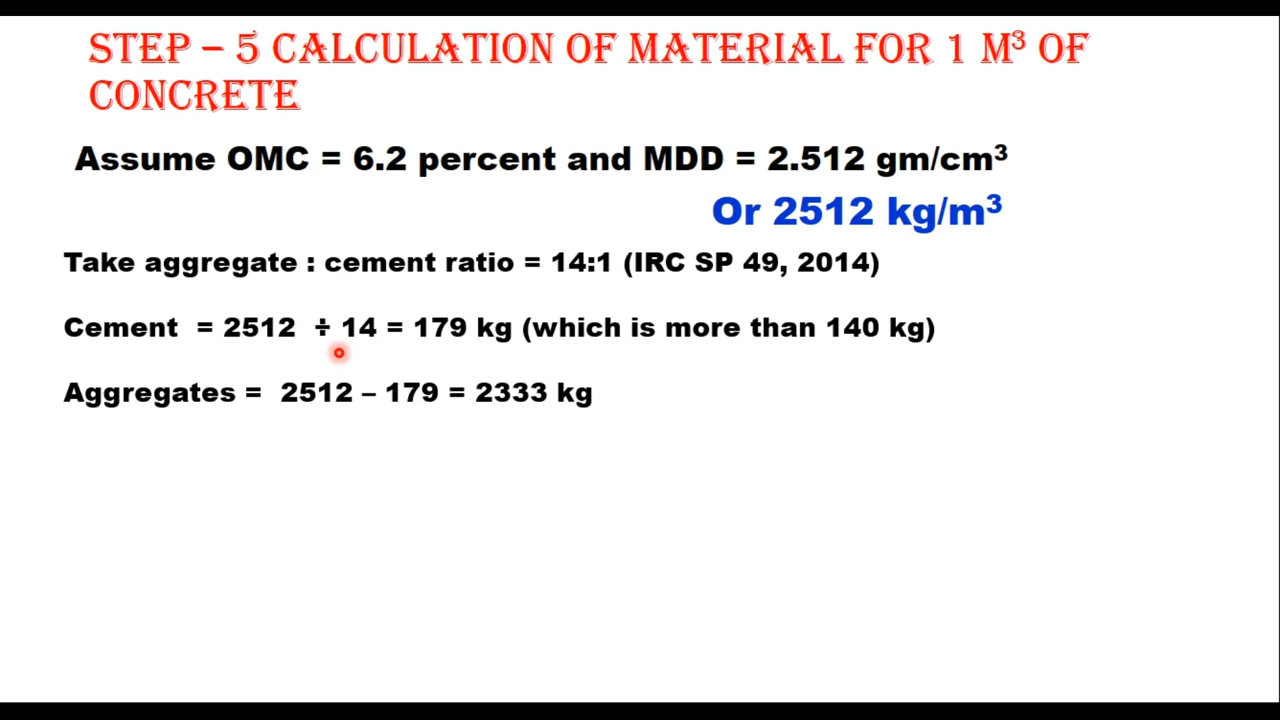 STEP – 5 CALCULATION OF MATERIAL FOR 1 M³ OF
CONCRETE
Assume OMC = 6.2 percent and MDD = 2.512 gm/cm³
Or 2512 kg/m³
Take aggregate : cement ratio = 14:1 (IRC SP 49, 2014)
Cement = 2512 ÷ 14 = 179 kg (which is more than 140 kg)
Aggregates = 2512 – 179 = 2333 kg